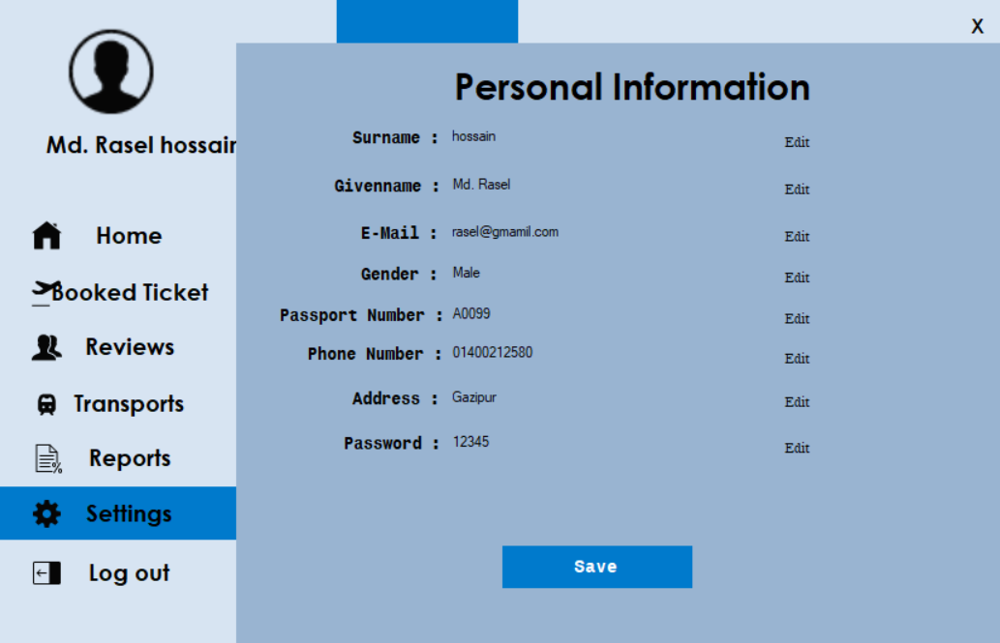 X
Md. Rasel hossain
Home
Booked Ticket
Reviews
Transports
Reports
Settings
Log out
Personal Information
Surname : hossain Edit
Givenname : Md. Rasel Edit
E-Mail : rasel@gmamil.com Edit
Gender : Male Edit
Passport Number : A0099 Edit
Phone Number : 01400212580 Edit
Address : Gazipur Edit
Password : 12345 Edit
Save